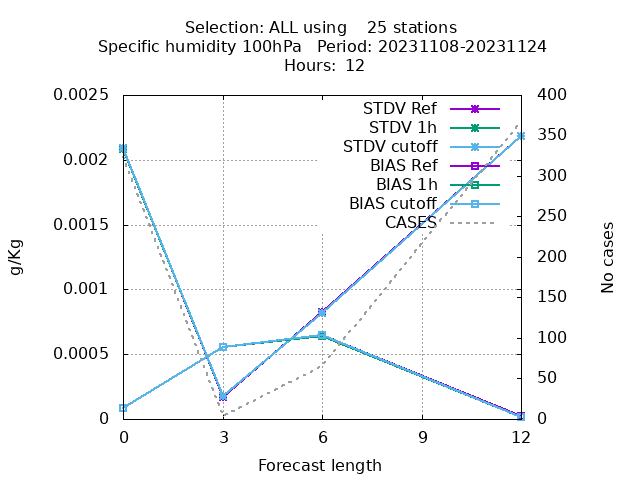 Selection: ALL using    25 stations
Specific humidity 100hPa   Period: 20231108-20231124
Hours: 12
0.0025
0.002
0.0015
0.001
0.0005
0
g/Kg
400
350
300
250
200
150
100
50
0
No cases
STDV Ref
STDV 1h
STDV cutoff
BIAS Ref
BIAS 1h
BIAS cutoff
CASES
0 3 6 9 12
Forecast length